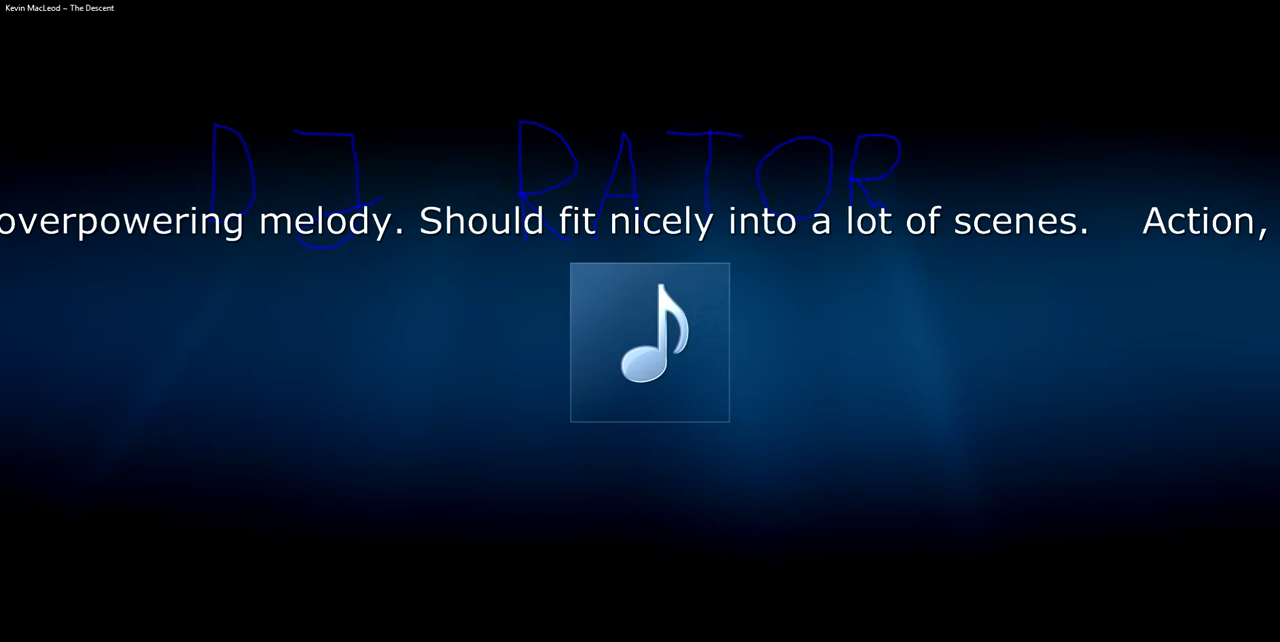 Kevin MacLeod ~ The Descent
DJ RATOR
overpowering melody. Should fit nicely into a lot of scenes. Action,